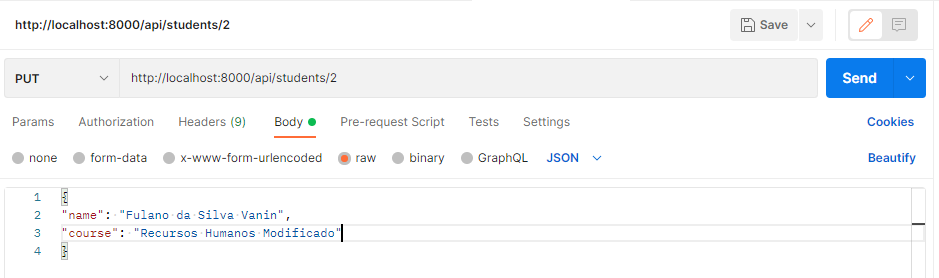 http://localhost:8000/api/students/2 Save
PUT http://localhost:8000/api/students/2 Send
Params Authorization Headers (9) Body Pre-request Script Tests Settings Cookies
none form-data x-www-form-urlencoded raw binary GraphQL JSON Beautify
1 {
2 "name": "Fulano da Silva Vanin",
3 "course": "Recursos Humanos Modificado"
4 }